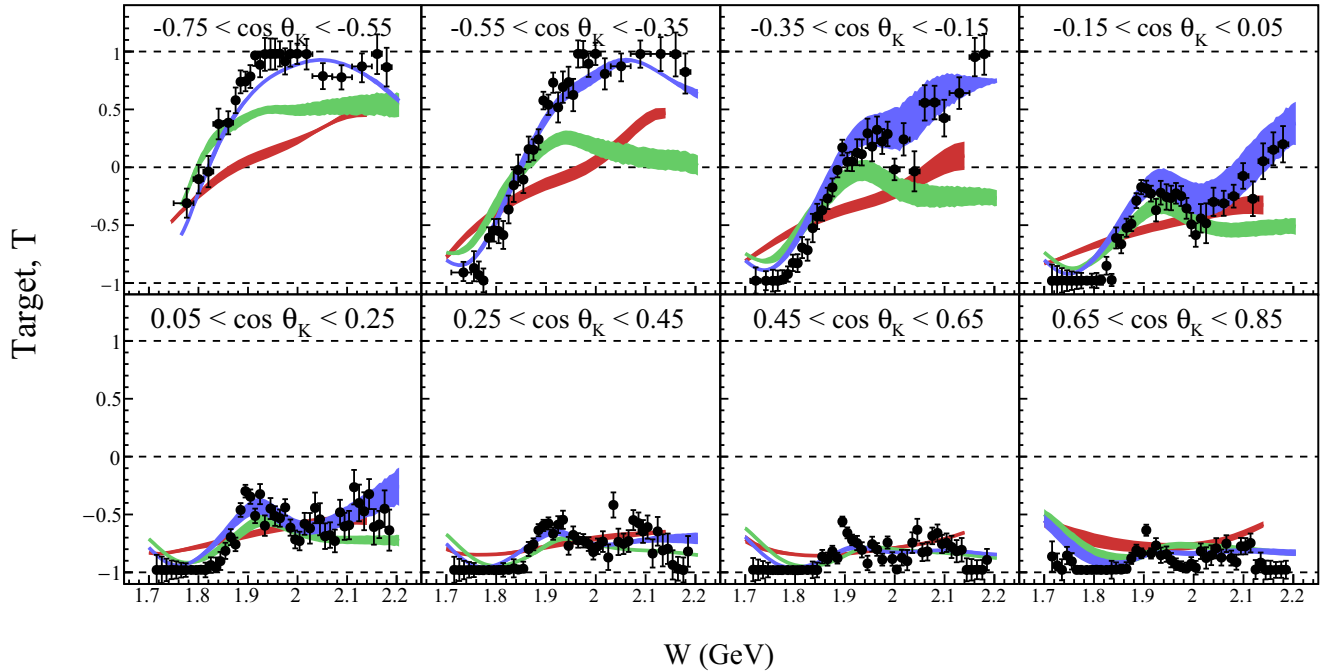 -0.75 < cos θK < -0.55
-0.55 < cos θK < -0.35
-0.35 < cos θK < -0.15
-0.15 < cos θK < 0.05
1
0.5
0
−0.5
−1
Target, T
0.05 < cos θK < 0.25
0.25 < cos θK < 0.45
0.45 < cos θK < 0.65
0.65 < cos θK < 0.85
1
0.5
0
−0.5
−1
1.7 1.8 1.9 2 2.1 2.2 1.7 1.8 1.9 2 2.1 2.2 1.7 1.8 1.9 2 2.1 2.2 1.7 1.8 1.9 2 2.1 2.2
W (GeV)